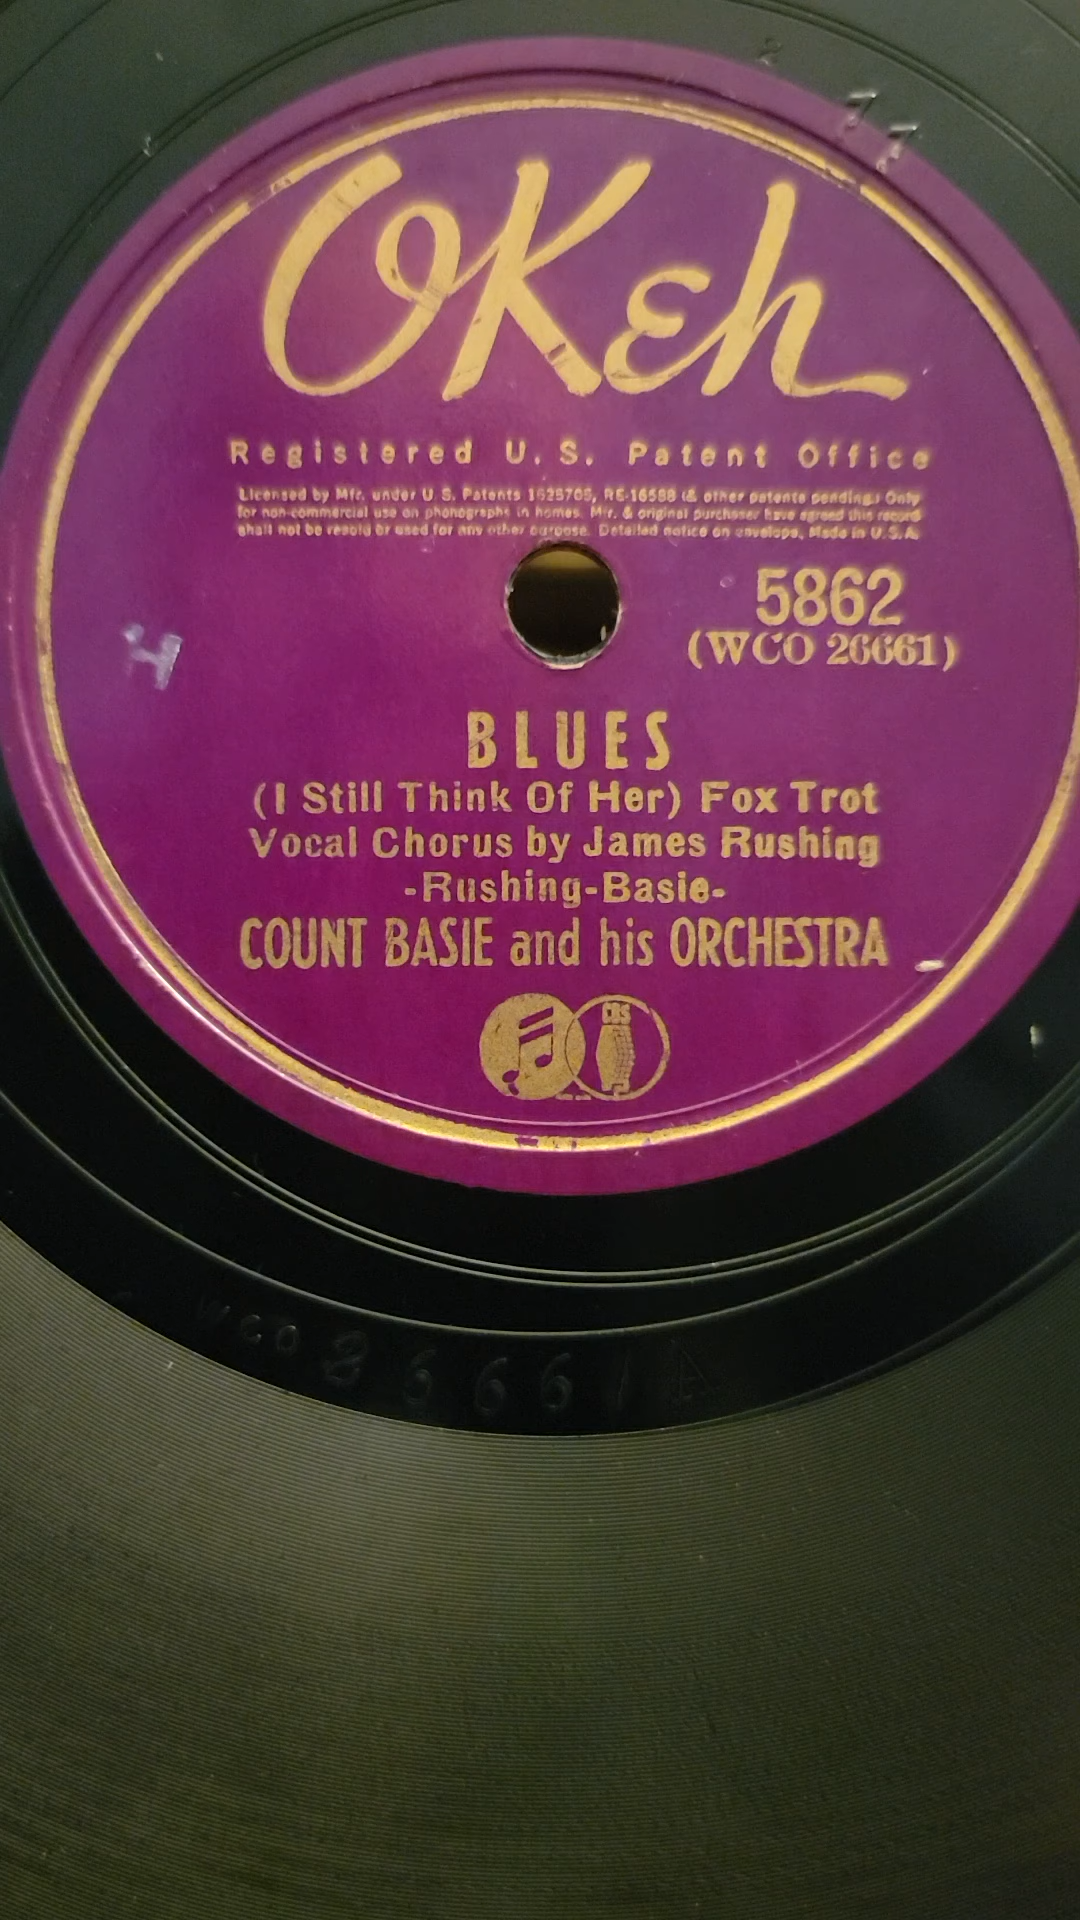 77
OKeh
Registered U.S. Patent Office
Licensed by Mfr. under U.S. Patents 1625705, RE-16588 (& other patents pending.) Only
for non-commercial use on phonographs in homes. Mfr. & original purchaser have agreed this record
shall not be resold or used for any other purpose. Detailed notice on envelope. Made in U.S.A.
5862
(WCO 26661)
H
BLUES
(I Still Think Of Her) Fox Trot
Vocal Chorus by James Rushing
-Rushing-Basie-
COUNT BASIE and his ORCHESTRA
CBS
WCO 26661A